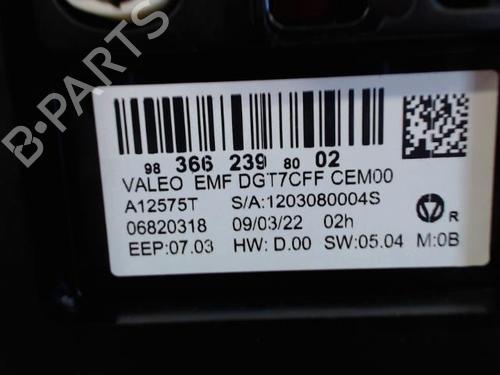 B-PARTS
98 366 239 80 02
VALEO EMF DGT7CFF CEM00
A12575T S/A:1203080004S
06820318 09/03/22 02h
R
EEP:07.03 HW: D.00 SW:05.04 M:0B